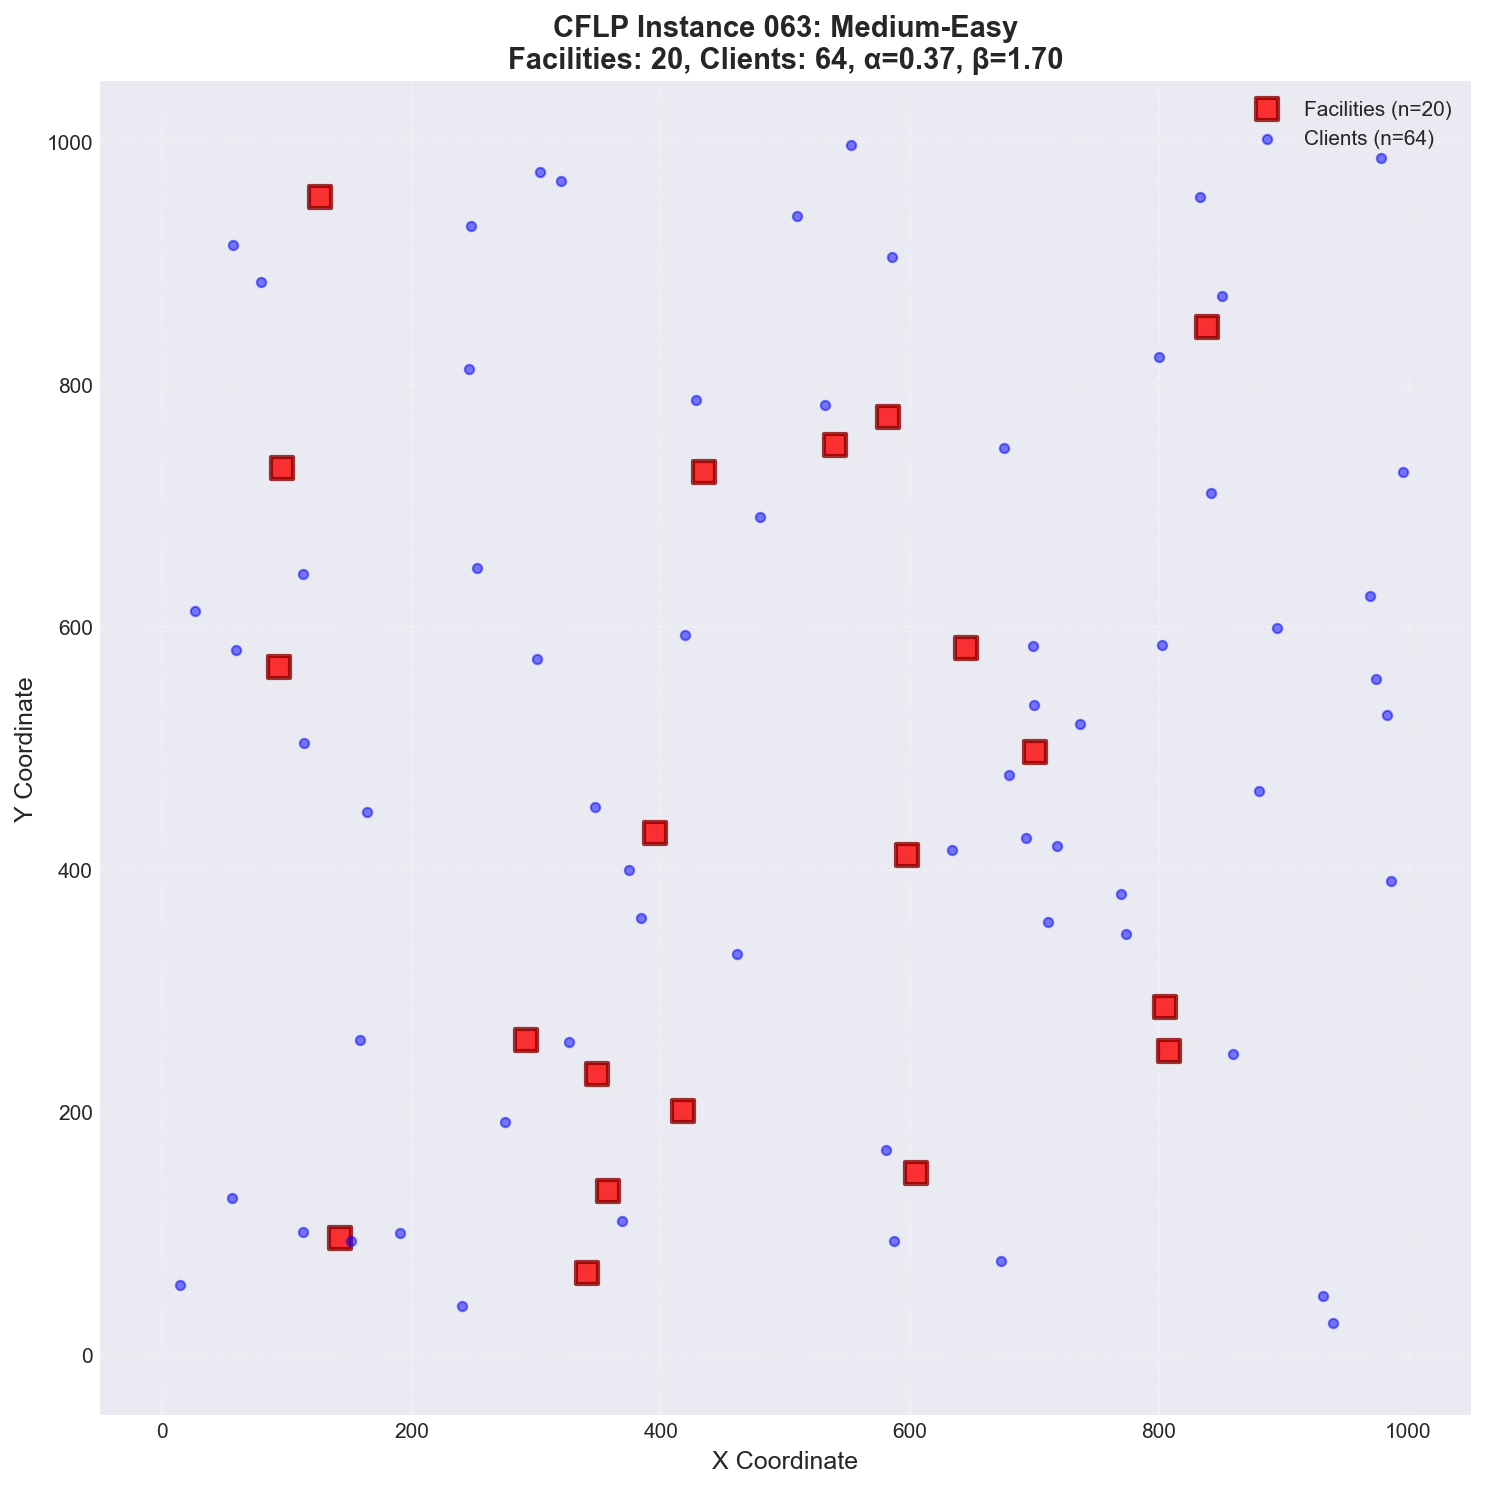 CFLP Instance 063: Medium-Easy
Facilities: 20, Clients: 64, α=0.37, β=1.70
Facilities (n=20)
Clients (n=64)
Y Coordinate
1000
800
600
400
200
0
0 200 400 600 800 1000
X Coordinate